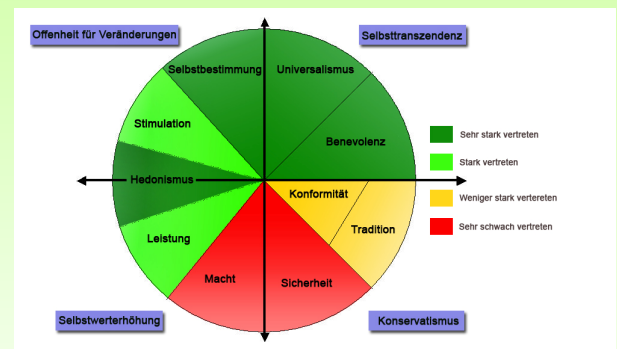 Offenheit für Veränderungen
Selbsttranszendenz
Selbstbestimmung
Universalismus
Stimulation
Benevolenz
Hedonismus
Konformität
Leistung
Tradition
Macht
Sicherheit
Sehr stark vertreten
Stark vertreten
Weniger stark vertereten
Sehr schwach vertreten
Selbstwerterhöhung
Konservatismus